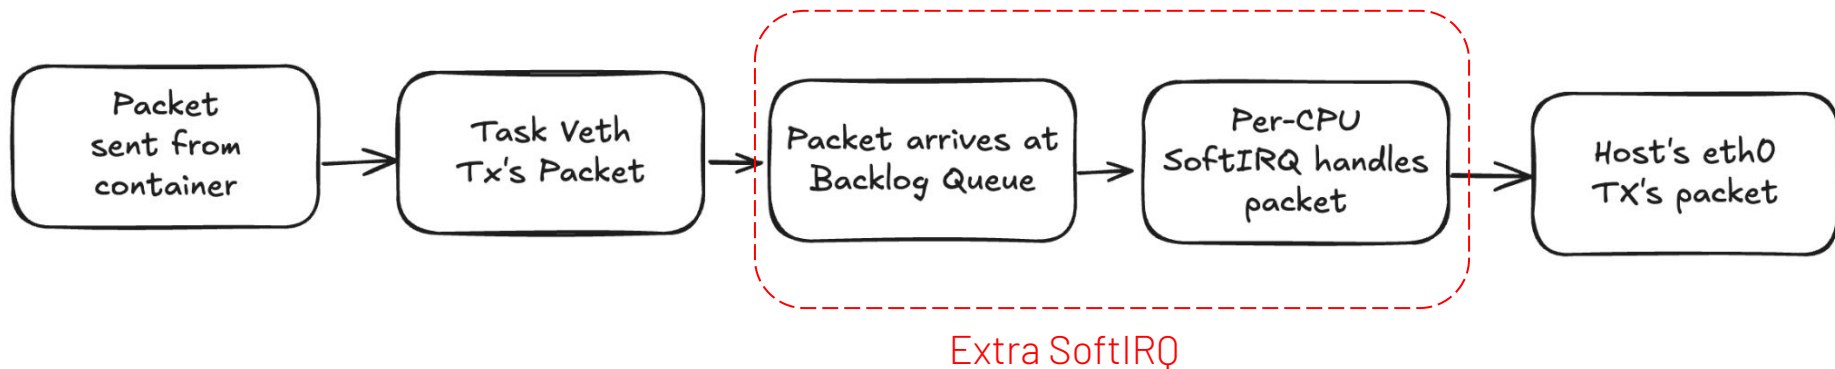 Packet
sent from
container
Task Veth
Tx's Packet
Packet arrives at
Backlog Queue
Per-CPU
SoftIRQ handles
packet
Host's eth0
TX's packet
Extra SoftIRQ